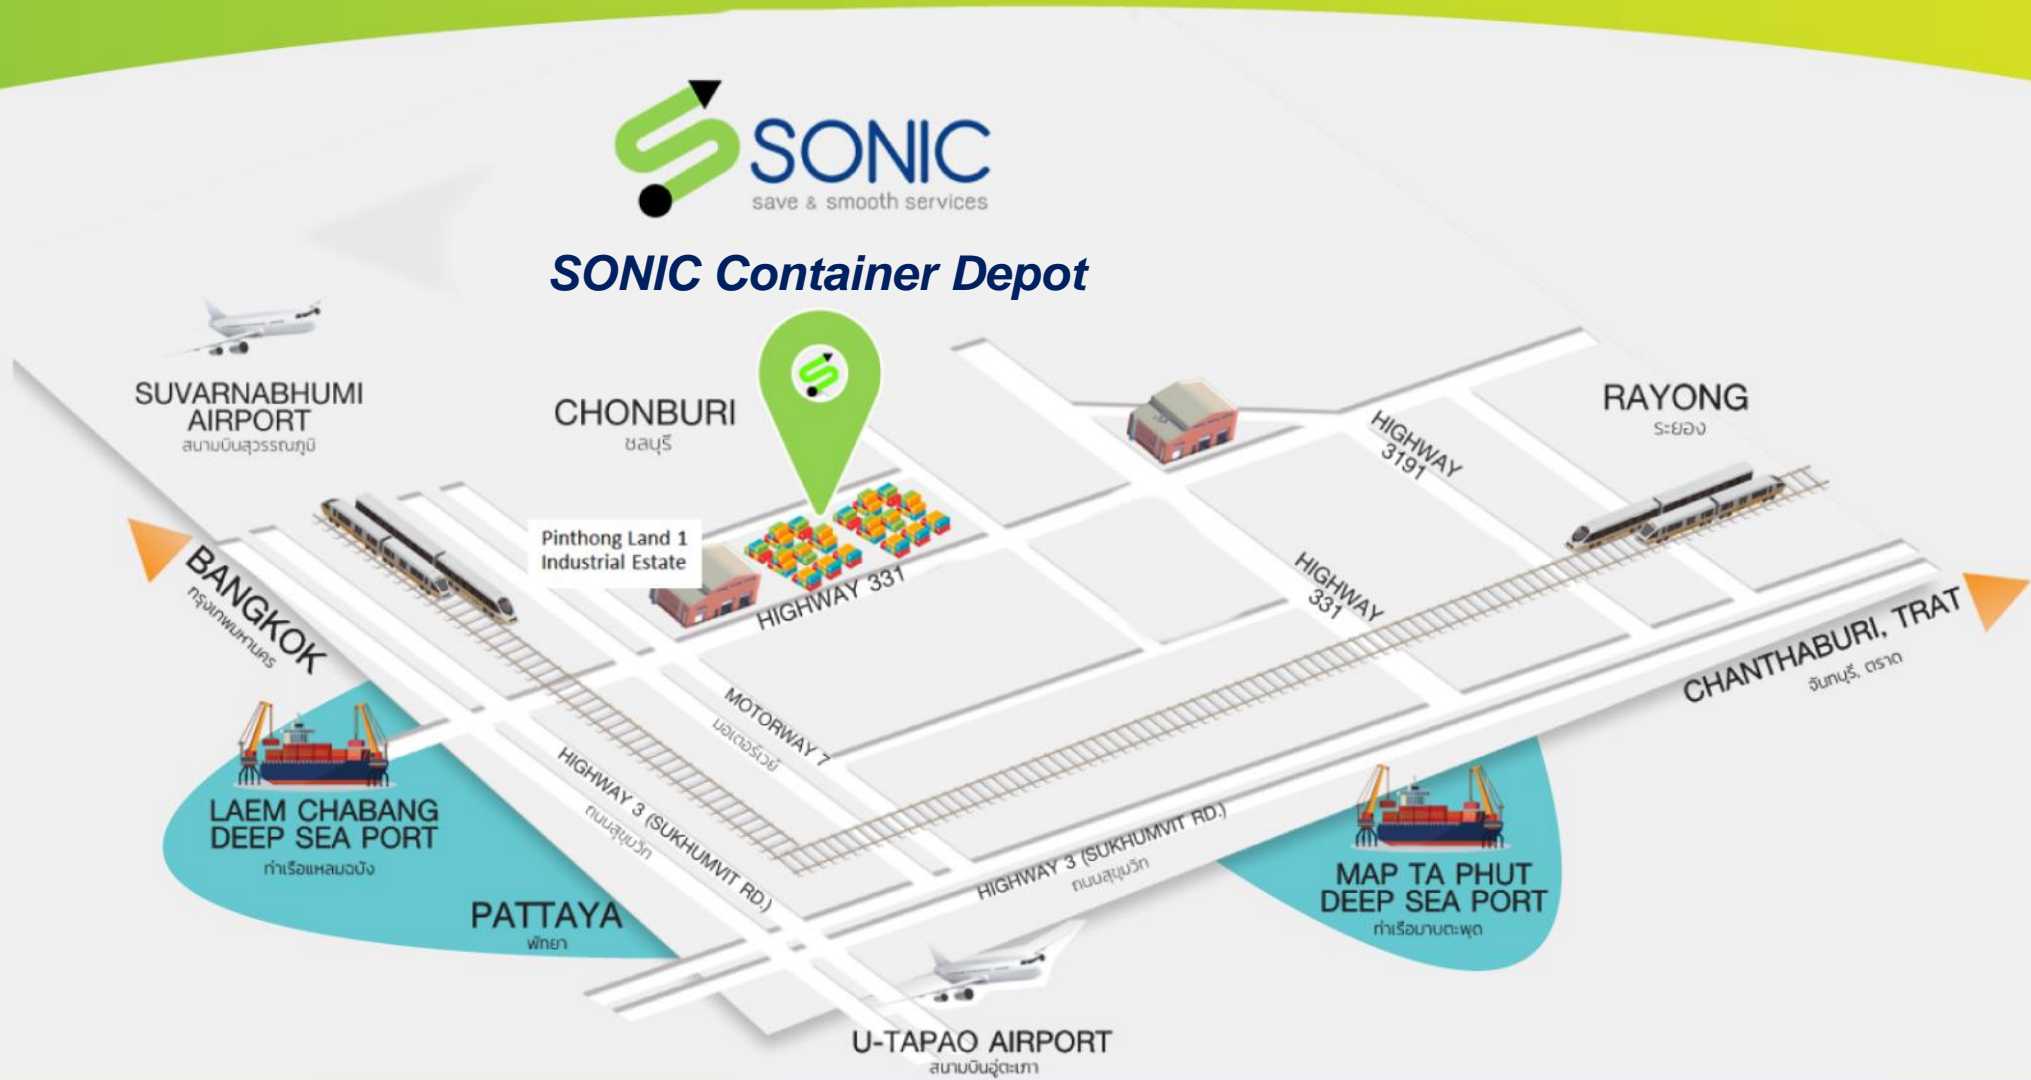 SONIC
save & smooth services
SONIC Container Depot
SUVARNABHUMI
AIRPORT
สนามบินสุวรรณภูมิ
CHONBURI
ชลบุรี
RAYONG
ระยอง
HIGHWAY
3191
Pinthong Land 1
Industrial Estate
HIGHWAY 331
HIGHWAY
331
BANGKOK
กรุงเทพมหานคร
CHANTHABURI, TRAT
จันทบุรี, ตราด
MOTORWAY 7
มอเตอร์เวย์
LAEM CHABANG
DEEP SEA PORT
ท่าเรือแหลมฉบัง
HIGHWAY 3 (SUKHUMVIT RD.)
ถนนสุขุมวิท
HIGHWAY 3 (SUKHUMVIT RD.)
ถนนสุขุมวิท
MAP TA PHUT
DEEP SEA PORT
ท่าเรือมาบตะพุด
PATTAYA
พัทยา
U-TAPAO AIRPORT
สนามบินอู่ตะเภา